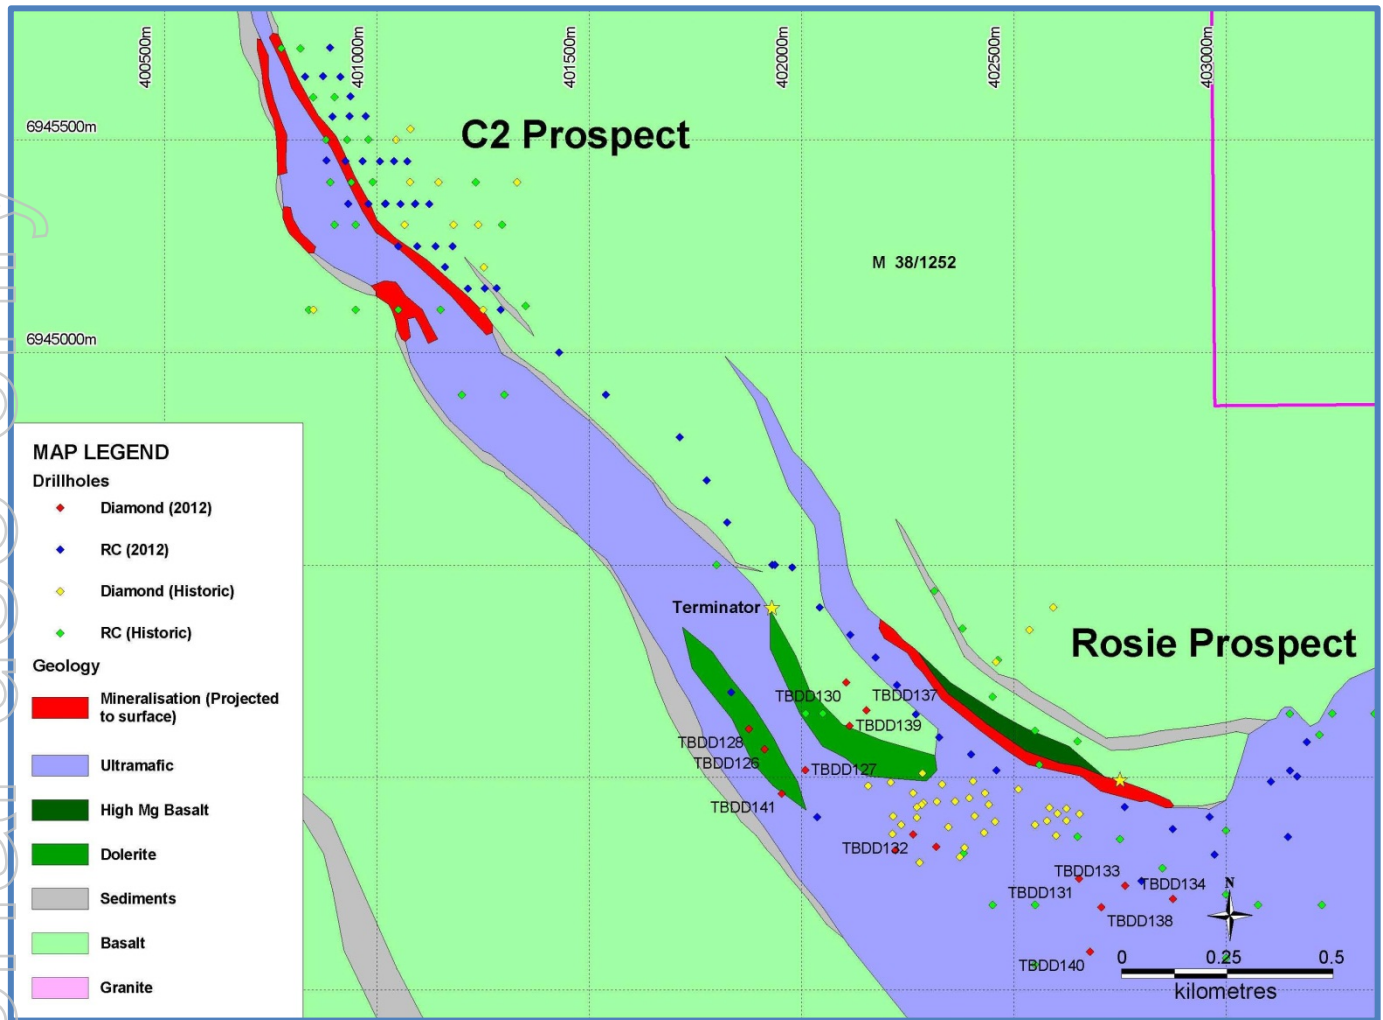 400500m
401000m
401500m
402000m
402500m
403000m
6945500m
C2 Prospect
M 38/1252
6945000m
MAP LEGEND
Drillholes
Diamond (2012)
RC (2012)
Diamond (Historic)
RC (Historic)
Geology
Mineralisation (Projected
to surface)
Ultramafic
High Mg Basalt
Dolerite
Sediments
Basalt
Granite
Terminator
Rosie Prospect
TBDD130
TBDD137
TBDD139
TBDD128
TBDD126
TBDD127
TBDD141
TBDD132
TBDD133
TBDD131
TBDD134
TBDD138
TBDD140
N
0 0.25 0.5
kilometres